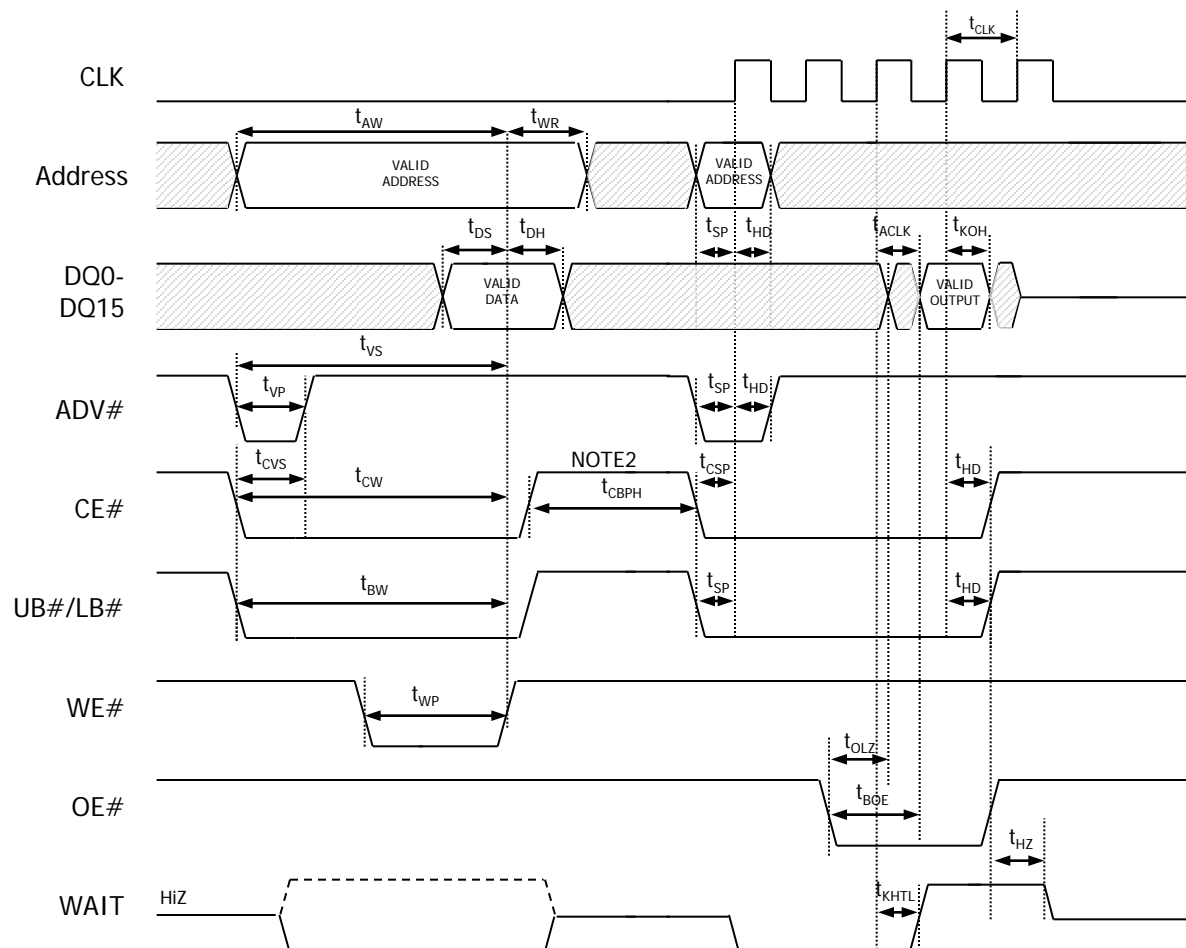 tCLK
CLK
tAW
tWR
Address
VALID
ADDRESS
VALID
ADDRESS
tDS
tDH
tSP
tHD
tACLK
tKOH
DQ0-
DQ15
VALID
DATA
VALID
OUTPUT
tVS
tVP
tSP
tHD
ADV#
tCVS
tCW
NOTE2
tCBPH
tCSP
tHD
CE#
tBW
tSP
tHD
UB#/LB#
tWP
WE#
tOLZ
tBOE
OE#
tHZ
HiZ
tKHTL
WAIT